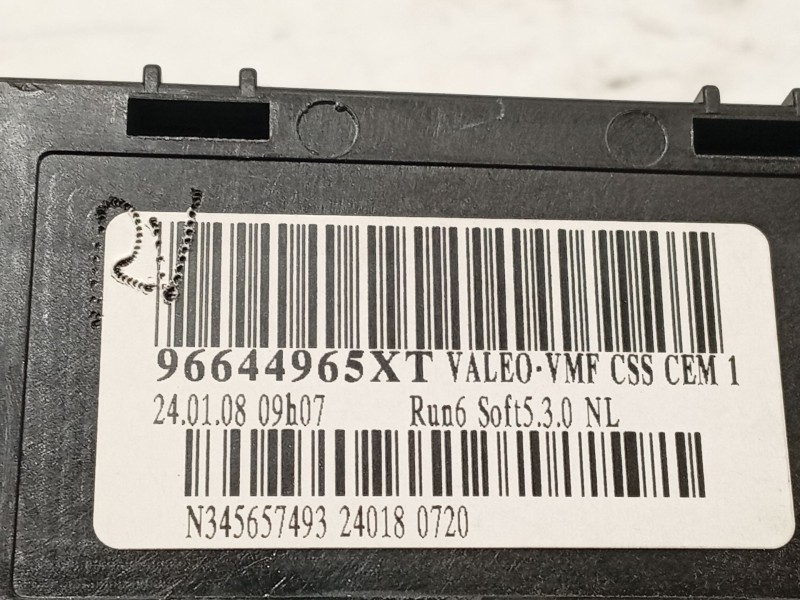 96644965XT VALEO·VMF CSS CEM 1
24.01.08 09h07 Run6 Soft5.3.0 NL
N345657493 24018 0720